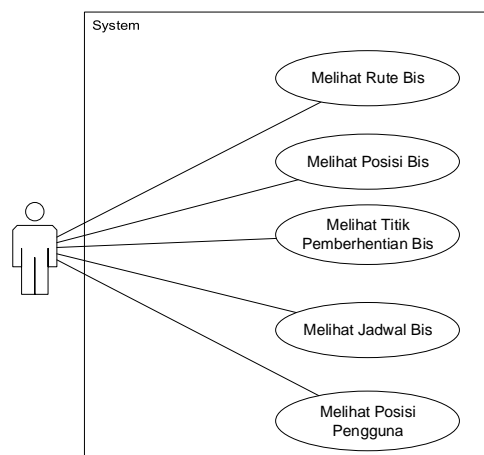 System
Melihat Rute Bis
Melihat Posisi Bis
Melihat Titik
Pemberhentian Bis
Melihat Jadwal Bis
Melihat Posisi
Pengguna